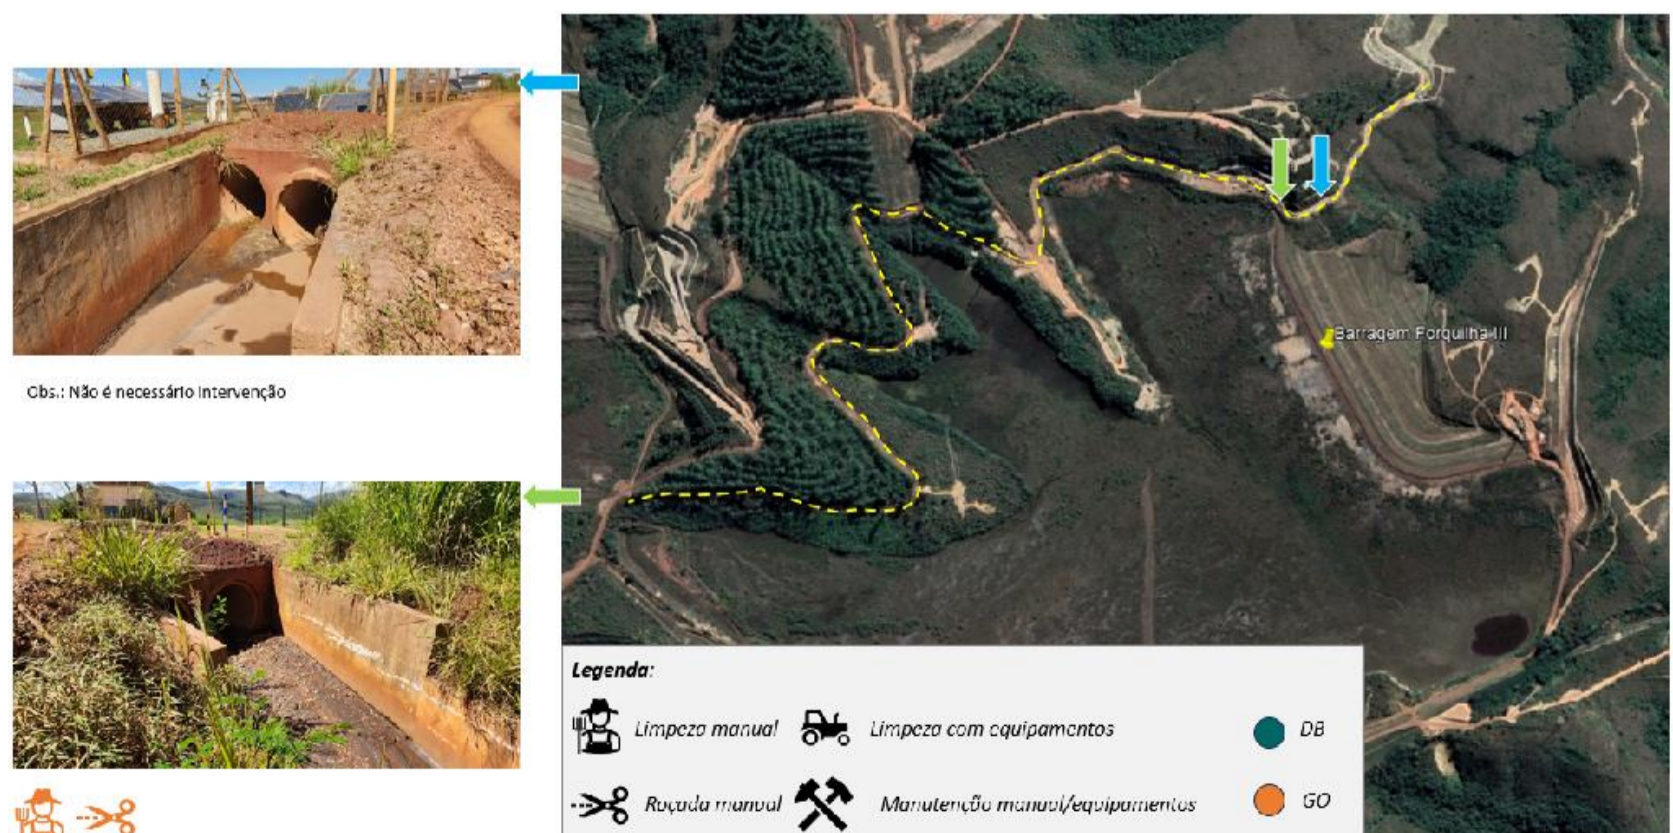 Obs.: Não é necessário intervenção
Barragem Forquilha III
Legenda:
Limpeza manual
Limpeza com equipamentos
DB
Roçada manual
Manutenção manual/equipamentos
GO